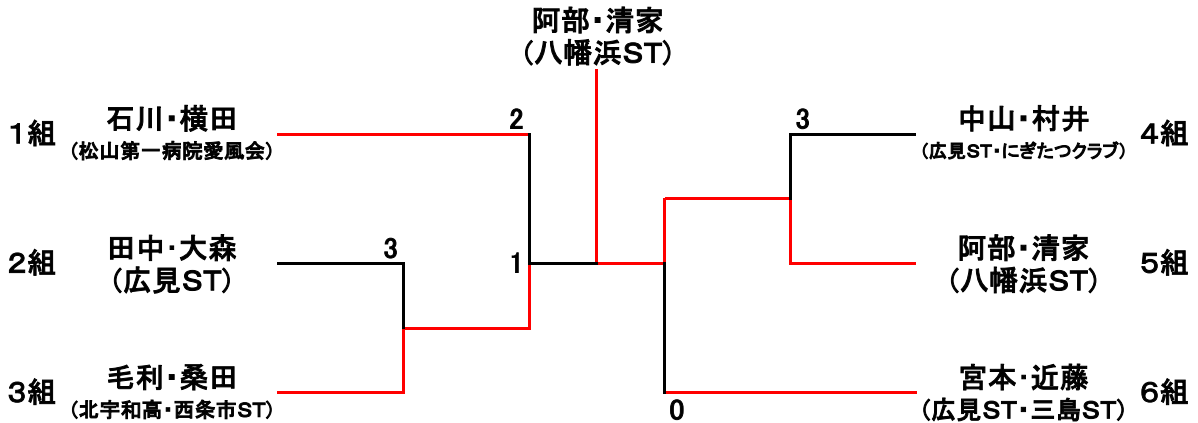 阿部・清家
(八幡浜ST)
1組
石川・横田
(松山第一病院愛風会)
2
3
中山・村井
(広見ST・にぎたつクラブ)
4組
2組
田中・大森
(広見ST)
3
1
阿部・清家
(八幡浜ST)
5組
3組
毛利・桑田
(北宇和高・西条市ST)
0
宮本・近藤
(広見ST・三島ST)
6組